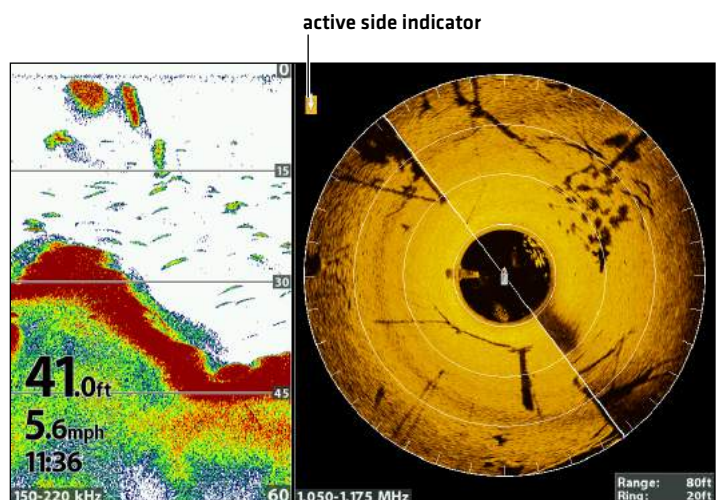 active side indicator
0
15
30
41.0ft
45
5.6mph
11:36
150-220 kHz
60
1.050-1.175 MHz
Range: 80ft
Ring: 20ft